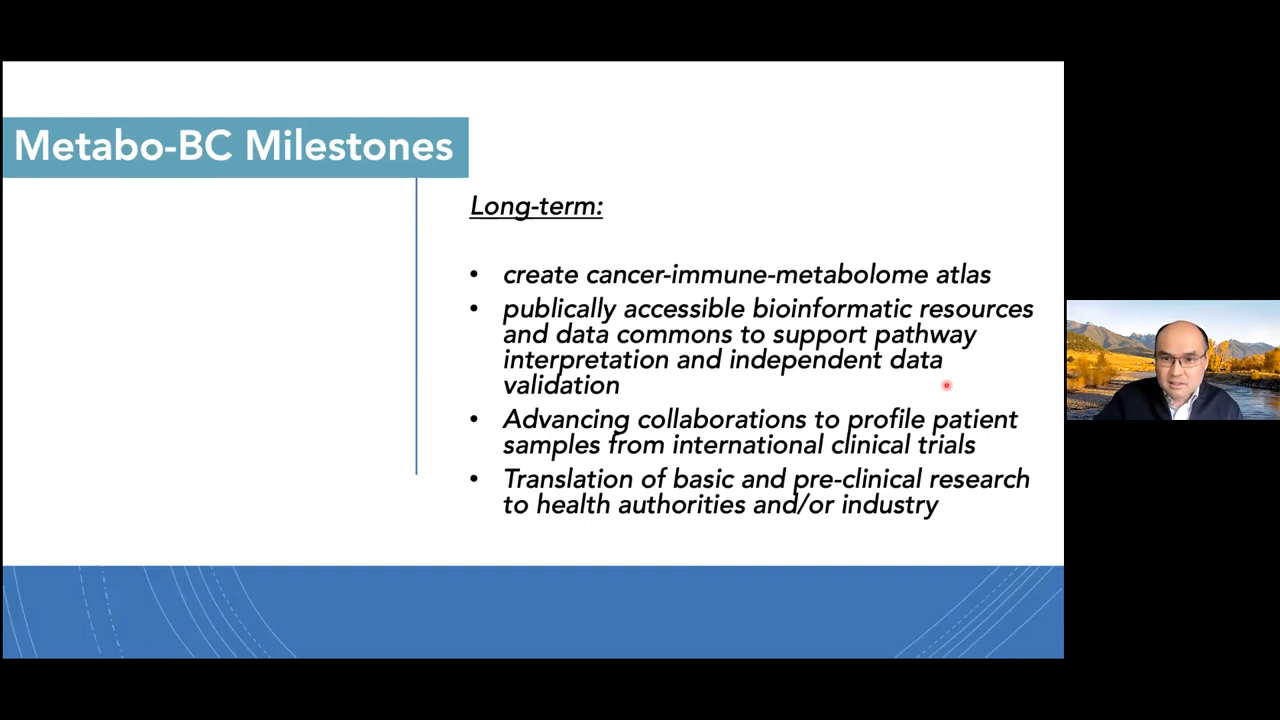 Metabo-BC Milestones
Long-term:
• create cancer-immune-metabolome atlas
• publically accessible bioinformatic resources
and data commons to support pathway
interpretation and independent data
validation
• Advancing collaborations to profile patient
samples from international clinical trials
• Translation of basic and pre-clinical research
to health authorities and/or industry